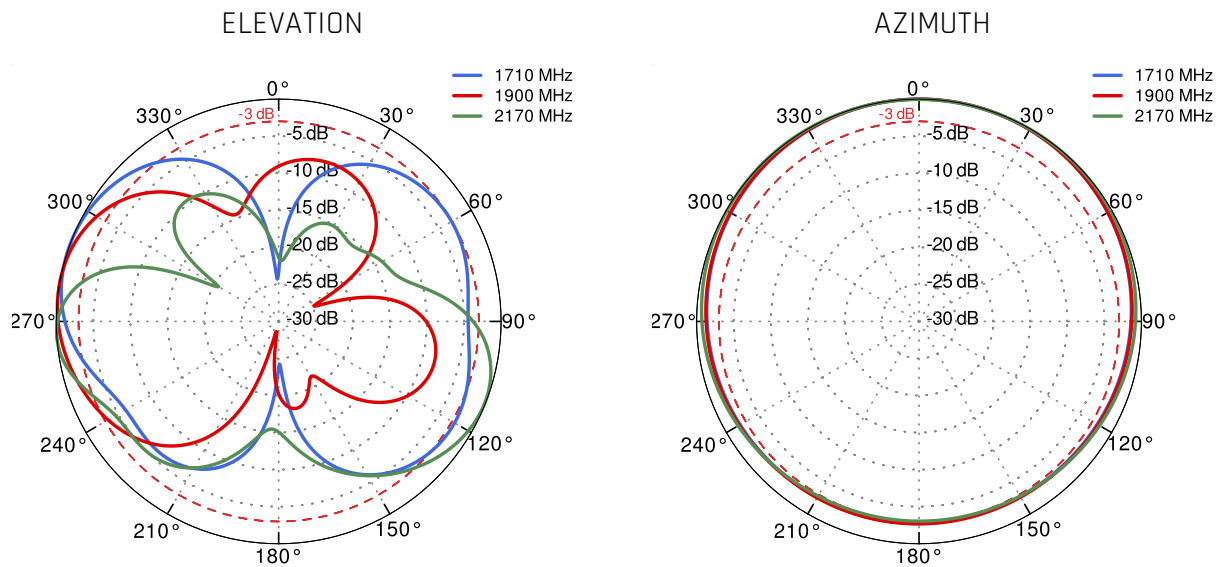 ELEVATION
1710 MHz
1900 MHz
2170 MHz
0°
330°
-3 dB
30°
-5 dB
-10 dB
300°
60°
-15 dB
-20 dB
-25 dB
270°
-30 dB
90°
240°
120°
210°
150°
180°
AZIMUTH
1710 MHz
1900 MHz
2170 MHz
0°
330°
-3 dB
30°
-5 dB
-10 dB
300°
60°
-15 dB
-20 dB
-25 dB
270°
-30 dB
90°
240°
120°
210°
150°
180°